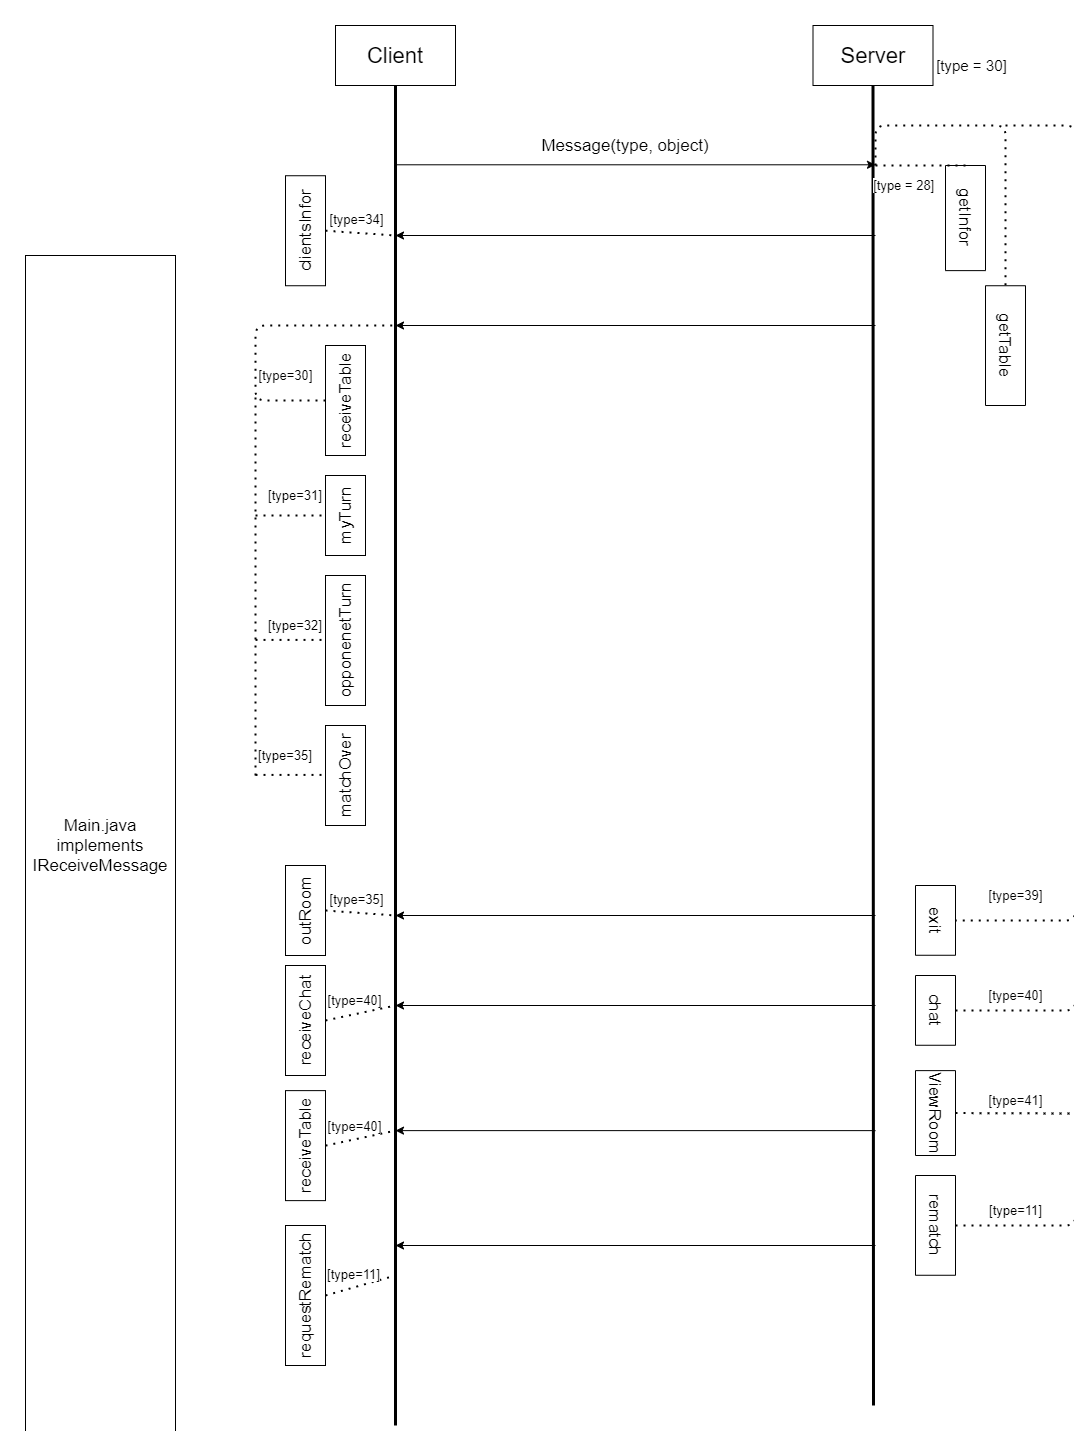 Client
Server
[type = 30]
Message(type, object)
[type = 28]
getInfor
clientsInfor
[type=34]
getTable
[type=30]
receiveTable
[type=31]
myTurn
[type=32]
opponenetTurn
[type=35]
matchOver
Main.java
implements
IReceiveMessage
outRoom
[type=35]
exit
[type=39]
receiveChat
[type=40]
chat
[type=40]
receiveTable
[type=40]
ViewRoom
[type=41]
requestRematch
[type=11]
rematch
[type=11]